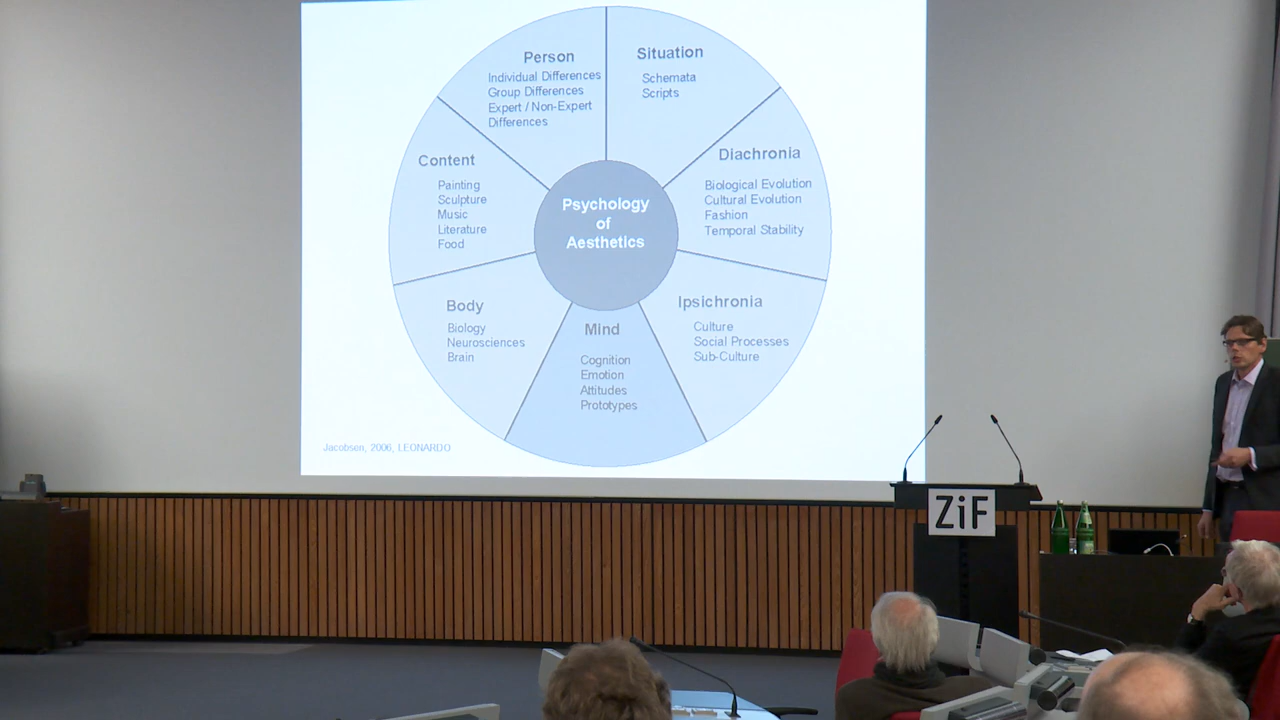 Person
Individual Differences
Group Differences
Expert / Non-Expert
Differences
Situation
Schemata
Scripts
Diachronia
Biological Evolution
Cultural Evolution
Fashion
Temporal Stability
Ipsichronia
Culture
Social Processes
Sub-Culture
Mind
Cognition
Emotion
Attitudes
Prototypes
Body
Biology
Neurosciences
Brain
Content
Painting
Sculpture
Music
Literature
Food
Psychology
of
Aesthetics
Jacobsen, 2006, LEONARDO
ZiF